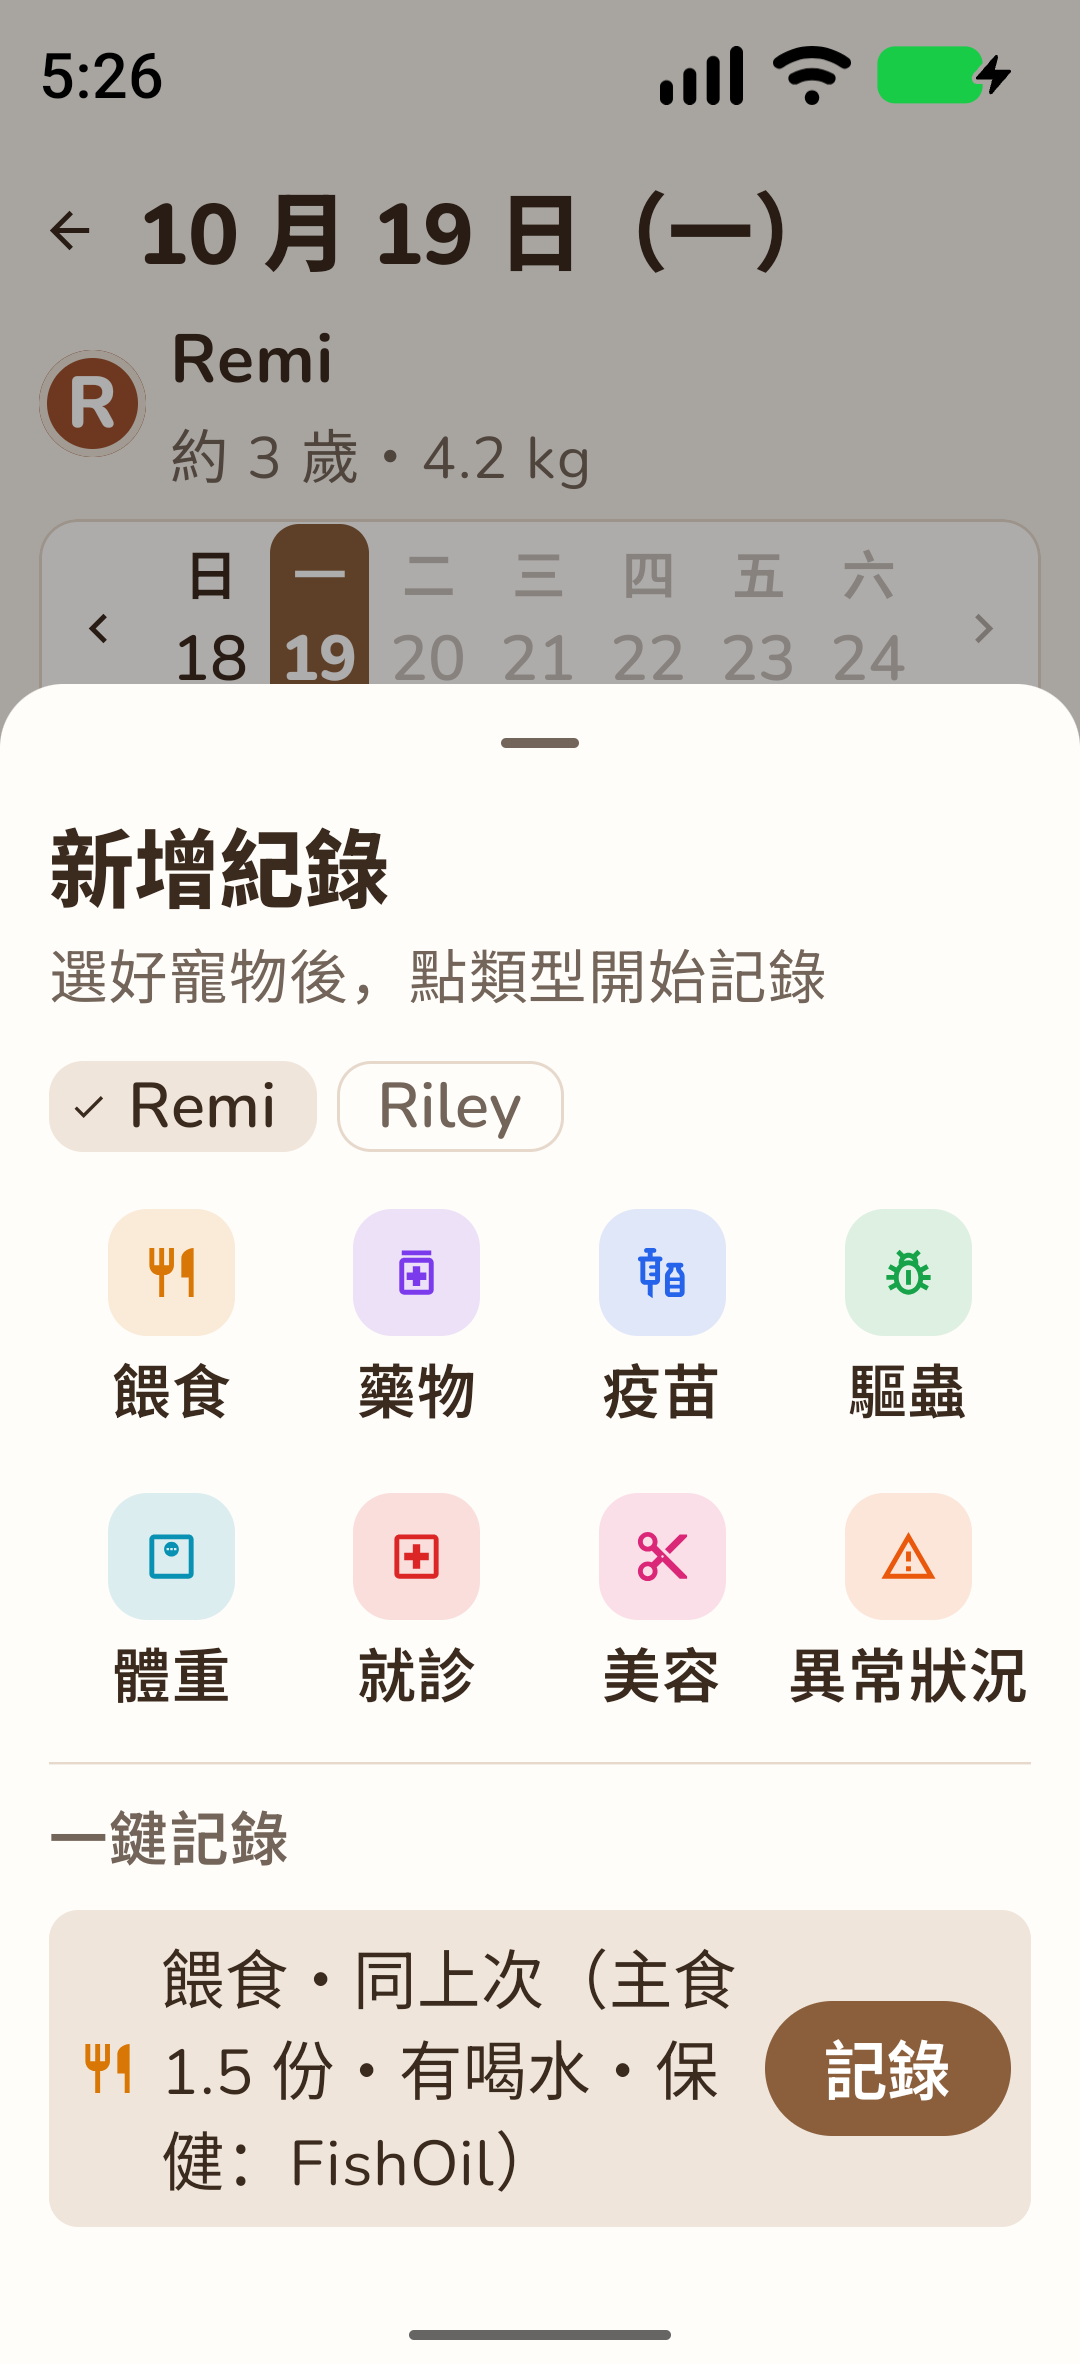 5:26
10 月 19 日（一）
R
Remi
約 3 歲・4.2 kg
日 一 二 三 四 五 六
18 19 20 21 22 23 24
新增紀錄
選好寵物後，點類型開始記錄
Remi
Riley
餵食 藥物 疫苗 驅蟲
體重 就診 美容 異常狀況
一鍵記錄
餵食・同上次（主食
1.5 份・有喝水・保
健：FishOil）
記錄